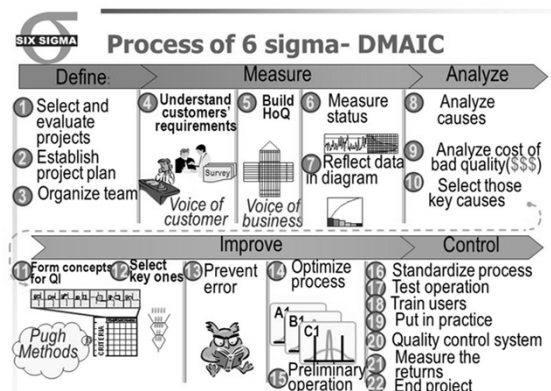 SIX SIGMA
Process of 6 sigma- DMAIC
Define:
Measure
Analyze
1 Select and
evaluate
projects
2 Establish
project plan
3 Organize team
4 Understand
customers'
requirements
Survey
Voice of
customer
5 Build
HoQ
Voice of
business
6 Measure
status
7 Reflect data
in diagram
8 Analyze
causes
9 Analyze cost of
bad quality($$$)
10 Select those
key causes
Improve
Control
11 Form concepts
for QI
Pugh
Methods
CRITERIA
12 Select
key ones
13 Prevent
error
14 Optimize
process
A1
B1
C1
15 Preliminary
operation
16 Standardize process
17 Test operation
18 Train users
19 Put in practice
20 Quality control system
21 Measure the
returns
22 End project